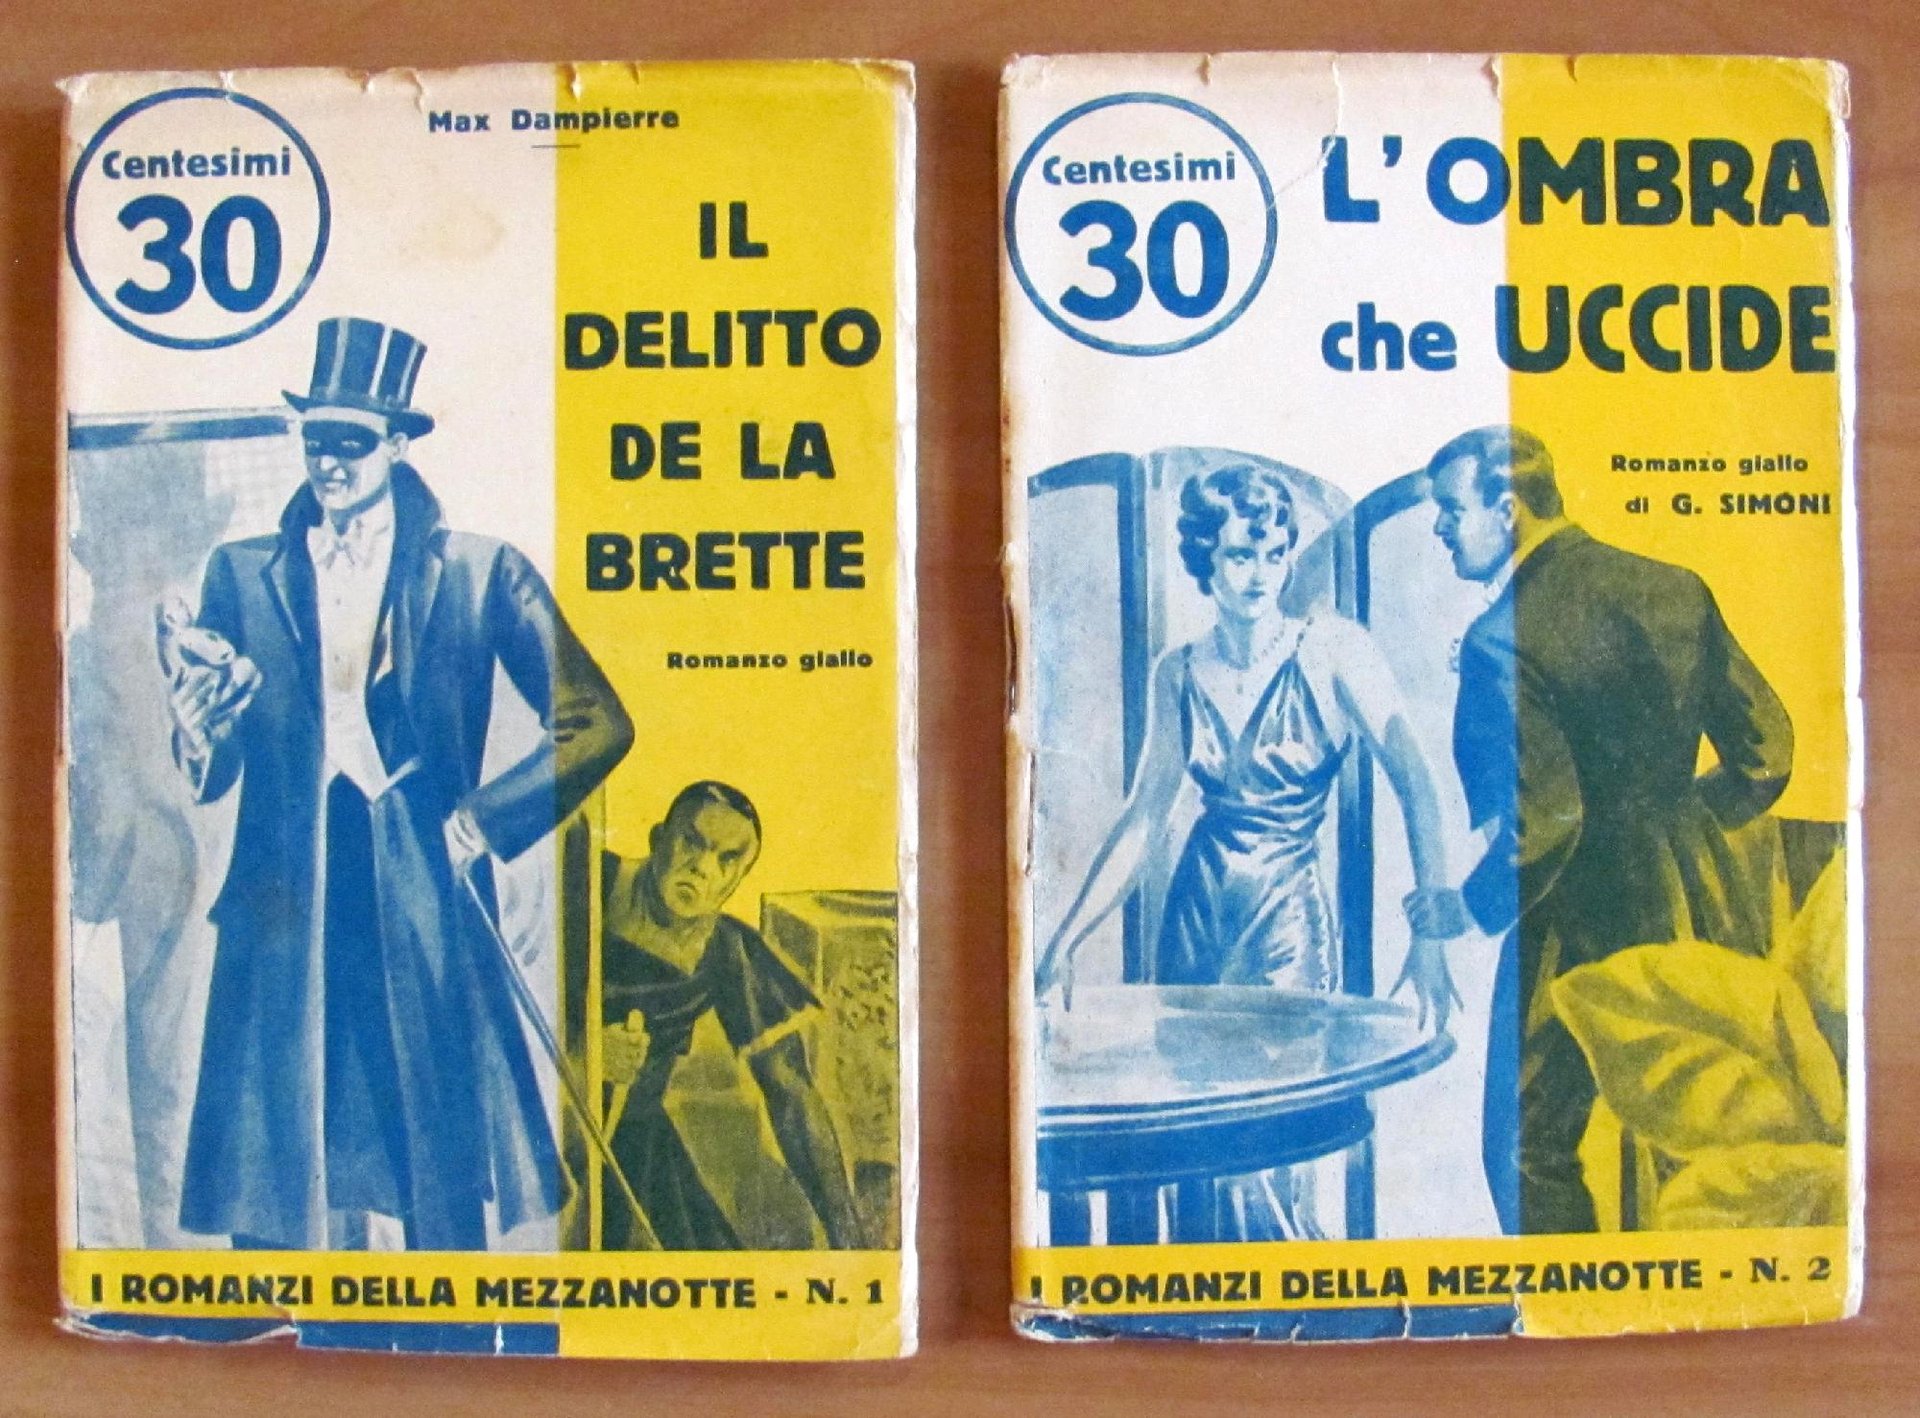 Max Dampierre
Centesimi
30
IL
DELITTO
DE LA
BRETTE
Romanzo giallo
I ROMANZI DELLA MEZZANOTTE - N. 1
Centesimi
30
L'OMBRA
che UCCIDE
Romanzo giallo
di G. SIMONI
I ROMANZI DELLA MEZZANOTTE - N. 2